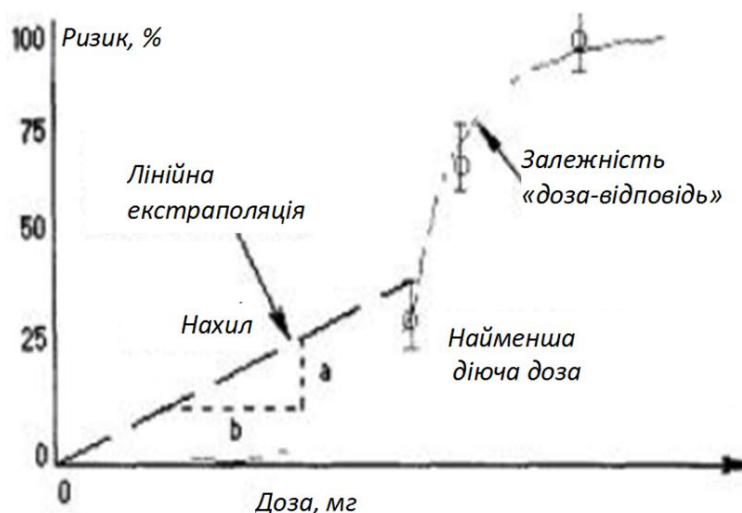 100
Ризик, %
75
Залежність
«доза-відповідь»
Лінійна
екстраполяція
50
Нахил
Найменша
діюча доза
25
a
b
0
0
Доза, мг